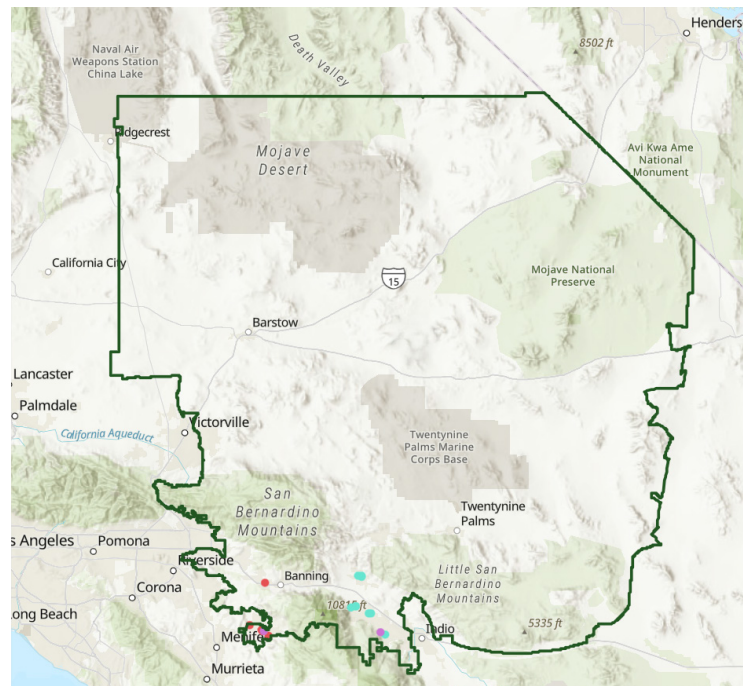 Henders
8502 ft
Naval Air
Weapons Station
China Lake
Death Valley
Ridgecrest
Mojave
Desert
Avi Kwa Ame
National
Monument
California City
Mojave National
Preserve
15
Barstow
Lancaster
Palmdale
California Aqueduct
Victorville
Twentynine
Palms Marine
Corps Base
San
Bernardino
Mountains
Twentynine
Palms
s Angeles
Pomona
Riverside
Banning
Little San
Bernardino
Mountains
Corona
ong Beach
10815 ft
5335 ft
Indio
Menife
Murrieta